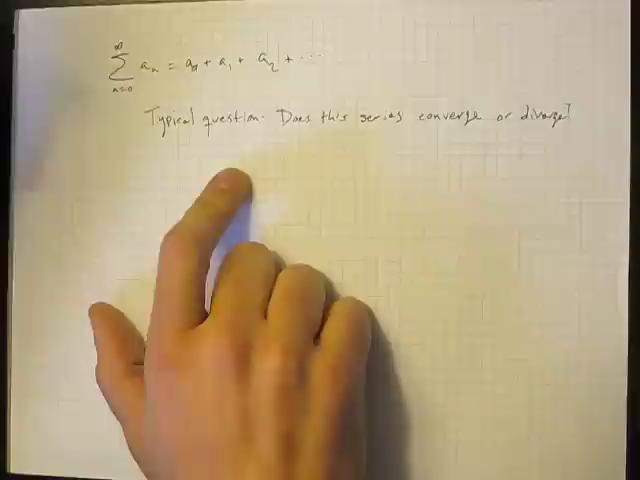 ∞
∑ aₙ = a₀ + a₁ + a₂ + ···
n=0
Typical question: Does this series converge or diverge?